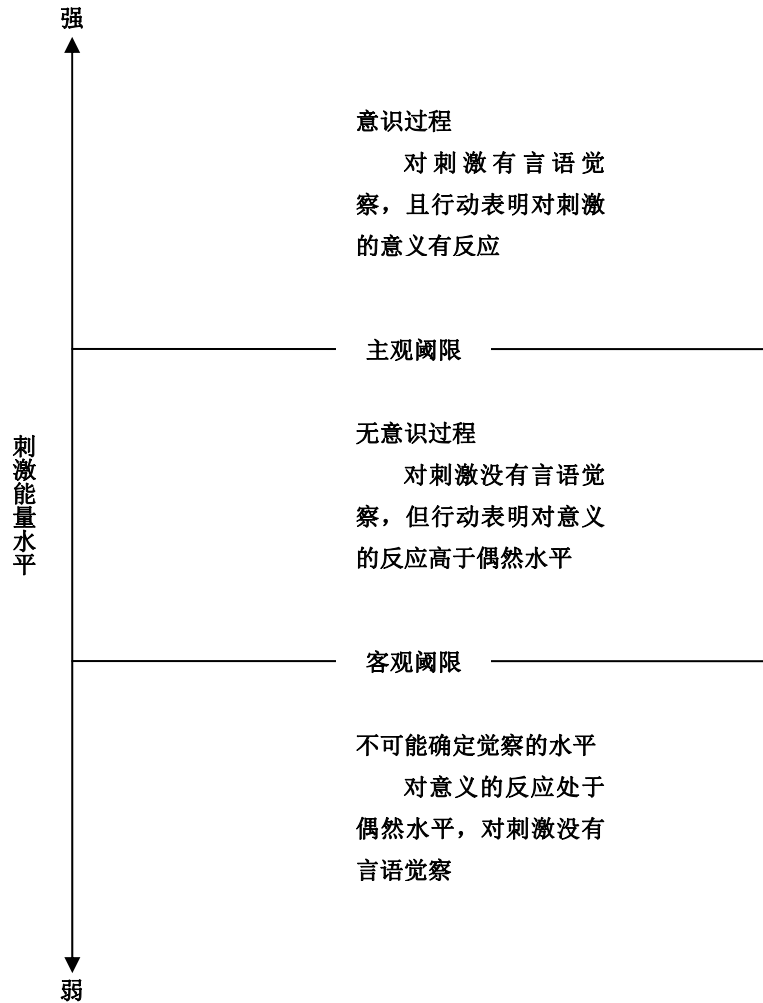 强
意识过程
对刺激有言语觉
察，且行动表明对刺激
的意义有反应
主观阈限
刺激能量水平
无意识过程
对刺激没有言语觉
察，但行动表明对意义
的反应高于偶然水平
客观阈限
不可能确定觉察的水平
对意义的反应处于
偶然水平，对刺激没有
言语觉察
弱